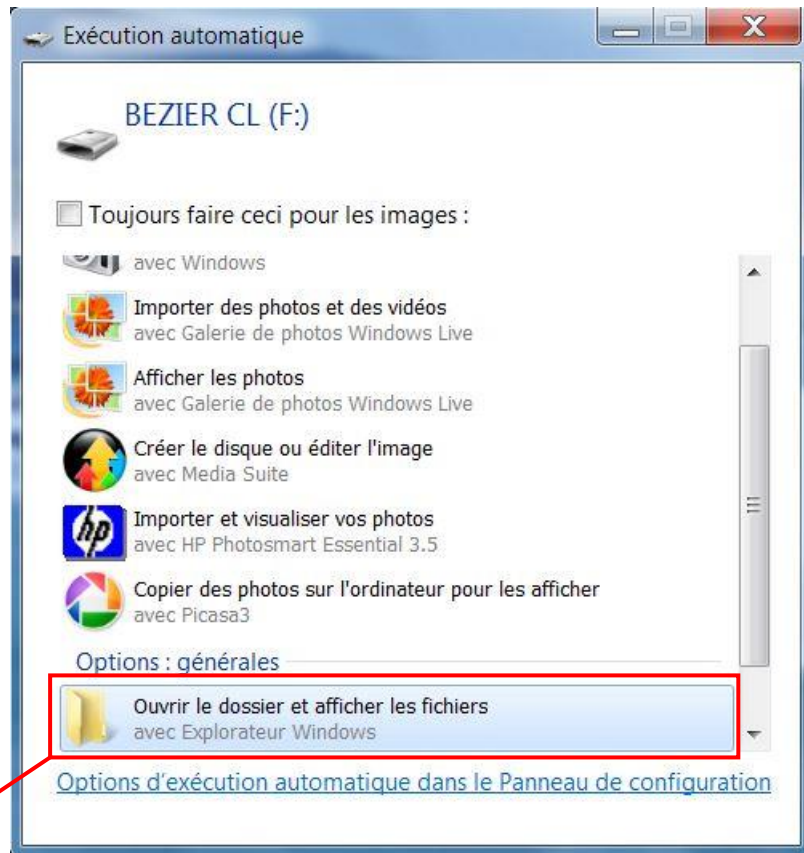 Exécution automatique
BEZIER CL (F:)
Toujours faire ceci pour les images :
avec Windows
Importer des photos et des vidéos
avec Galerie de photos Windows Live
Afficher les photos
avec Galerie de photos Windows Live
Créer le disque ou éditer l'image
avec Media Suite
hp
Importer et visualiser vos photos
avec HP Photosmart Essential 3.5
Copier des photos sur l'ordinateur pour les afficher
avec Picasa3
Options : générales
Ouvrir le dossier et afficher les fichiers
avec Explorateur Windows
Options d'exécution automatique dans le Panneau de configuration